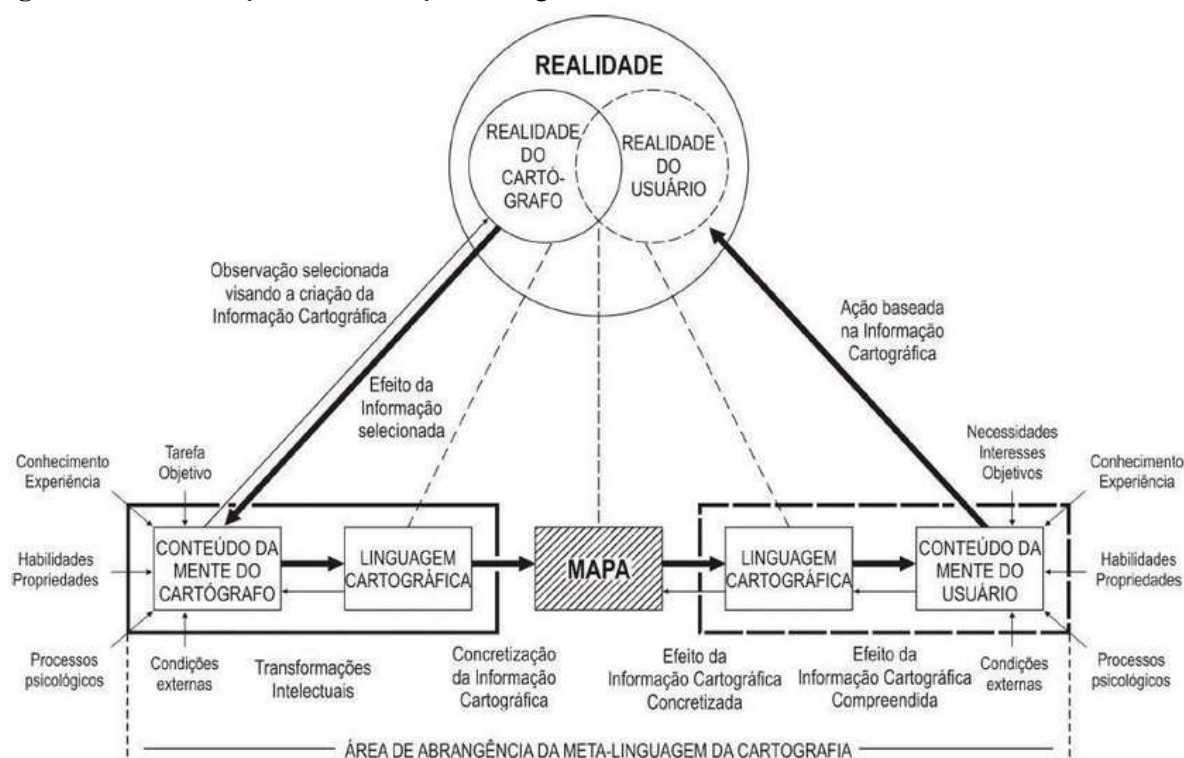 REALIDADE
REALIDADE
DO
CARTÓ-
GRAFO
REALIDADE
DO
USUÁRIO
Observação selecionada
visando a criação da
Informação Cartográfica
Efeito da
Informação
selecionada
Ação baseada
na Informação
Cartográfica
Conhecimento
Experiência
Tarefa
Objetivo
Necessidades
Interesses
Objetivos
Conhecimento
Experiência
Habilidades
Propriedades
CONTEÚDO DA
MENTE DO
CARTÓGRAFO
LINGUAGEM
CARTOGRÁFICA
MAPA
LINGUAGEM
CARTOGRÁFICA
CONTEÚDO DA
MENTE DO
USUÁRIO
Habilidades
Propriedades
Processos
psicológicos
Condições
externas
Transformações
Intelectuais
Concretização
da Informação
Cartográfica
Efeito da
Informação Cartográfica
Concretizada
Efeito da
Informação Cartográfica
Compreendida
Condições
externas
Processos
psicológicos
ÁREA DE ABRANGÊNCIA DA META-LINGUAGEM DA CARTOGRAFIA